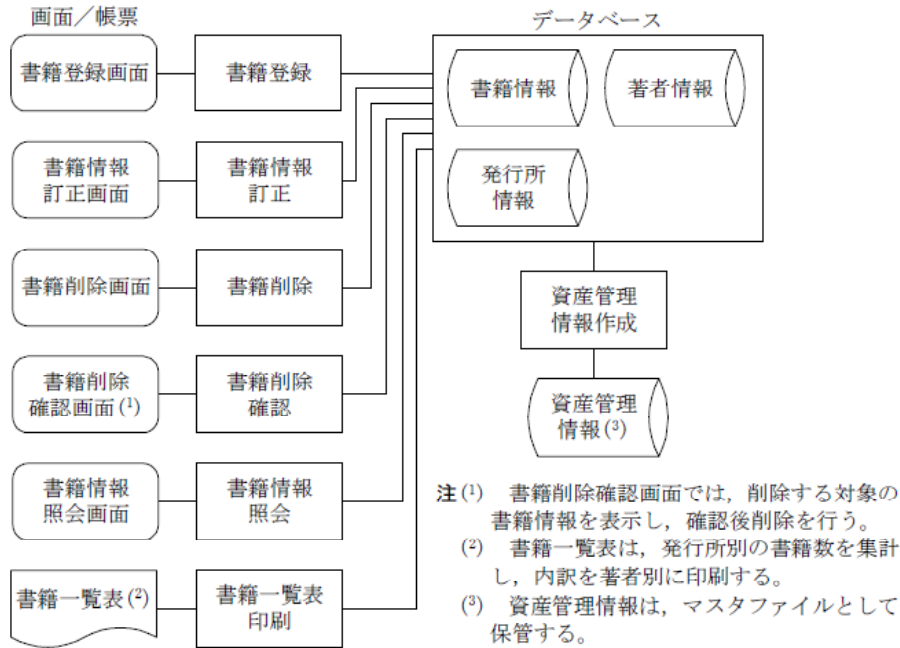 画面／帳票
データベース
書籍登録画面
書籍登録
書籍情報
著者情報
書籍情報
訂正画面
書籍情報
訂正
発行所
情報
書籍削除画面
書籍削除
資産管理
情報作成
書籍削除
確認画面(1)
書籍削除
確認
資産管理
情報(3)
書籍情報
照会画面
書籍情報
照会
書籍一覧表(2)
書籍一覧表
印刷
注(1) 書籍削除確認画面では，削除する対象の
書籍情報を表示し，確認後削除を行う。
(2) 書籍一覧表は，発行所別の書籍数を集計
し，内訳を著者別に印刷する。
(3) 資産管理情報は，マスタファイルとして
保管する。